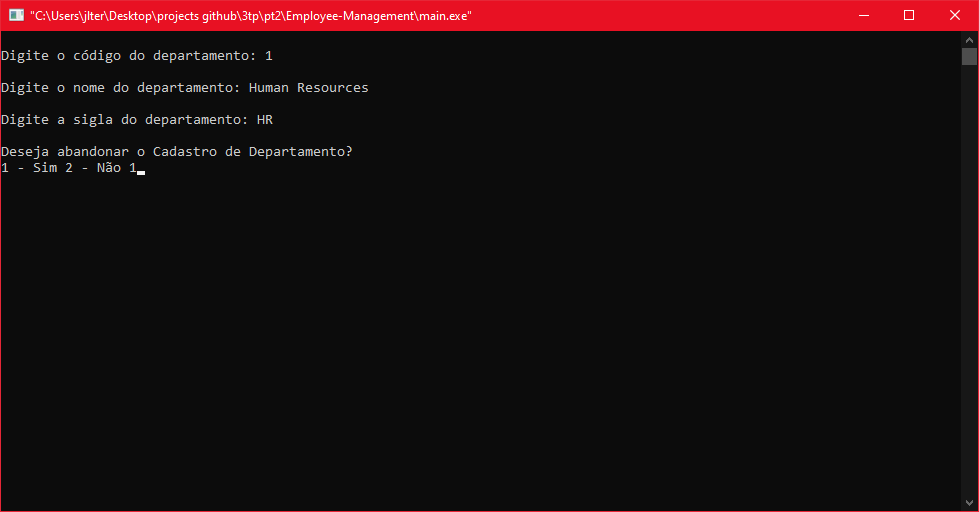 "C:\Users\jlter\Desktop\projects github\3tp\pt2\Employee-Management\main.exe"
Digite o código do departamento: 1
Digite o nome do departamento: Human Resources
Digite a sigla do departamento: HR
Deseja abandonar o Cadastro de Departamento?
1 - Sim 2 - Não 1